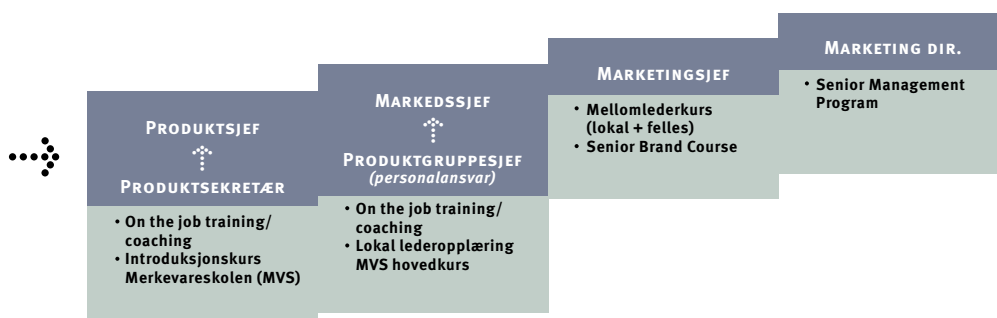 PRODUKTSJEF
PRODUKTSEKRETÆR
• On the job training/
coaching
• Introduksjonskurs
Merkevareskolen (MVS)
MARKEDSSJEF
PRODUKTGRUPPESJEF
(personalansvar)
• On the job training/
coaching
• Lokal lederopplæring
MVS hovedkurs
MARKETINGSJEF
• Mellomlederkurs
(lokal + felles)
• Senior Brand Course
MARKETING DIR.
• Senior Management
Program